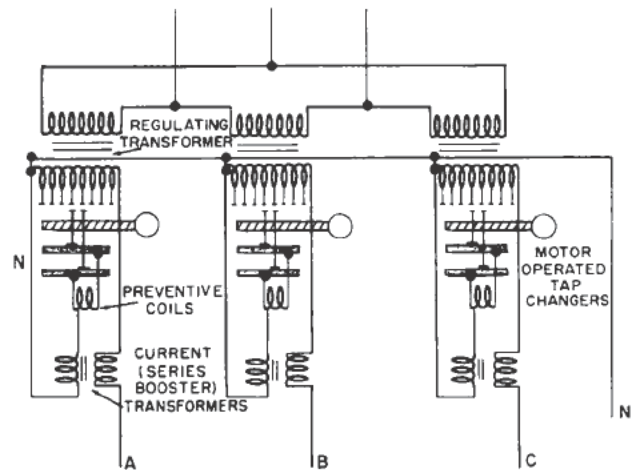 REGULATING
TRANSFORMER
N
MOTOR
OPERATED
TAP
CHANGERS
PREVENTIVE
COILS
CURRENT
(SERIES
BOOSTER)
TRANSFORMERS
N
A
B
C